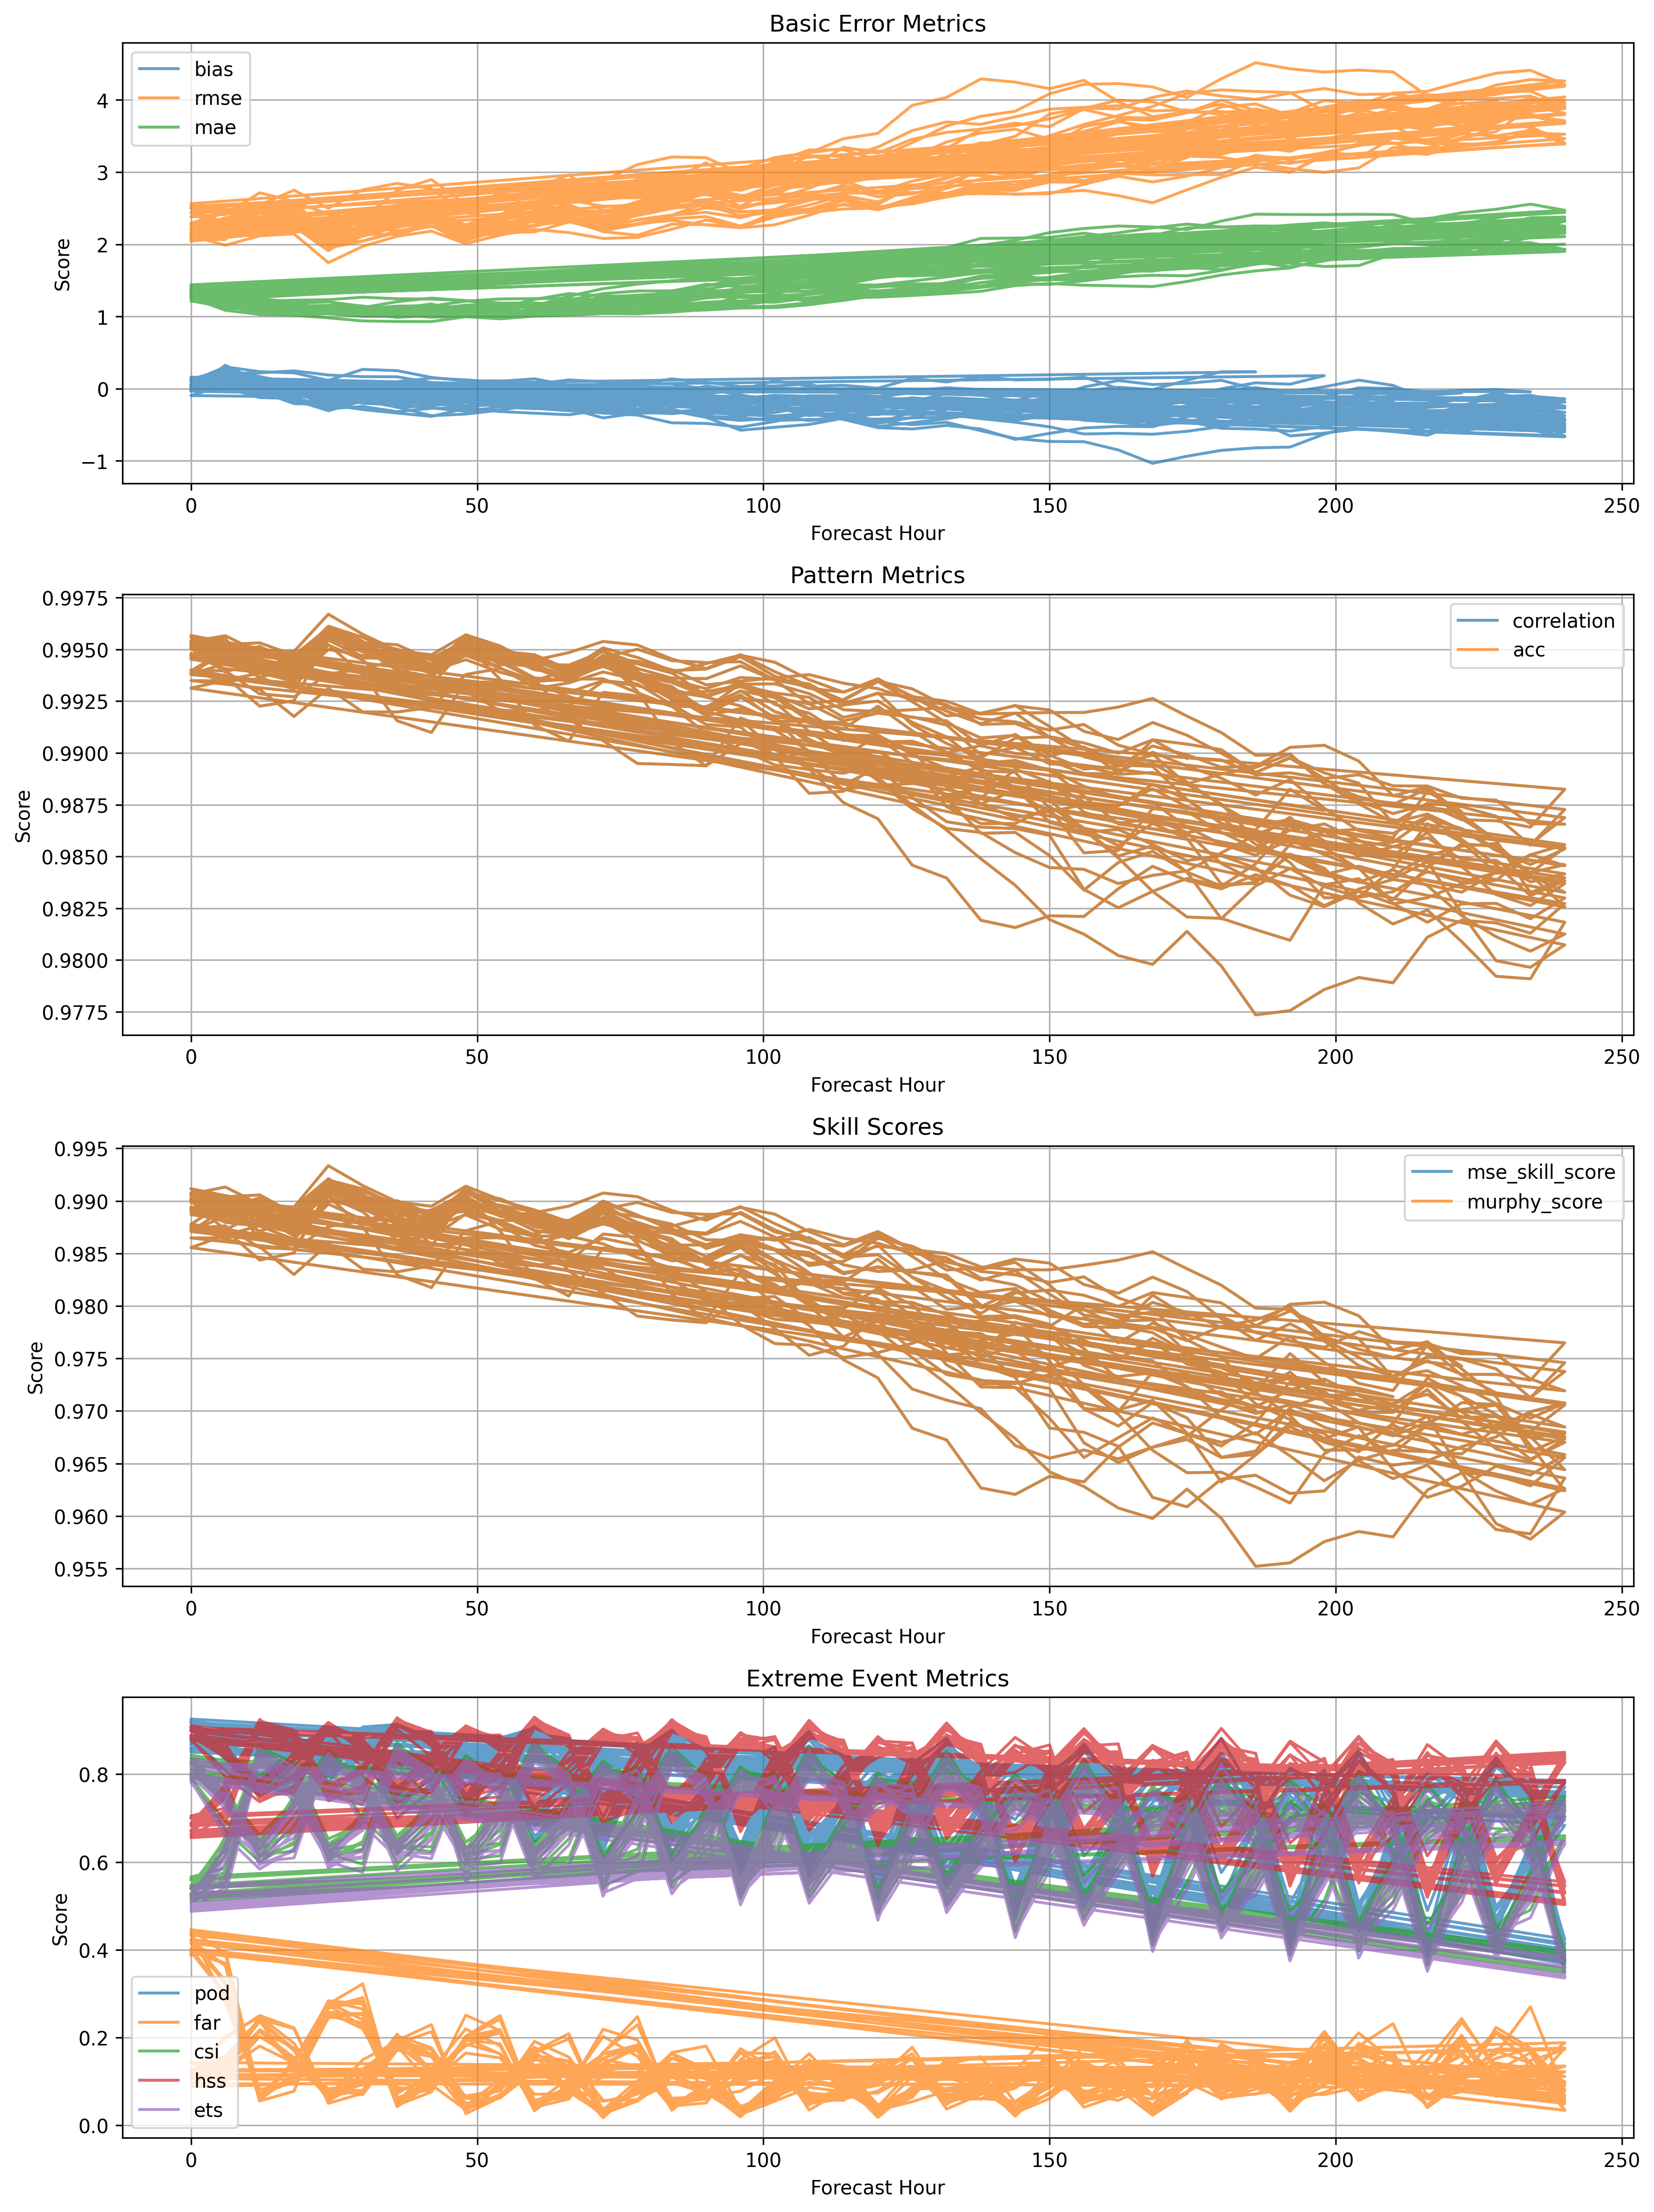 Basic Error Metrics
bias
rmse
mae
4
3
2
1
0
−1
Score
0 50 100 150 200 250
Forecast Hour
Pattern Metrics
correlation
acc
0.9975
0.9950
0.9925
0.9900
0.9875
0.9850
0.9825
0.9800
0.9775
Score
0 50 100 150 200 250
Forecast Hour
Skill Scores
mse_skill_score
murphy_score
0.995
0.990
0.985
0.980
0.975
0.970
0.965
0.960
0.955
Score
0 50 100 150 200 250
Forecast Hour
Extreme Event Metrics
0.8
0.6
0.4
0.2
0.0
Score
pod
far
csi
hss
ets
0 50 100 150 200 250
Forecast Hour